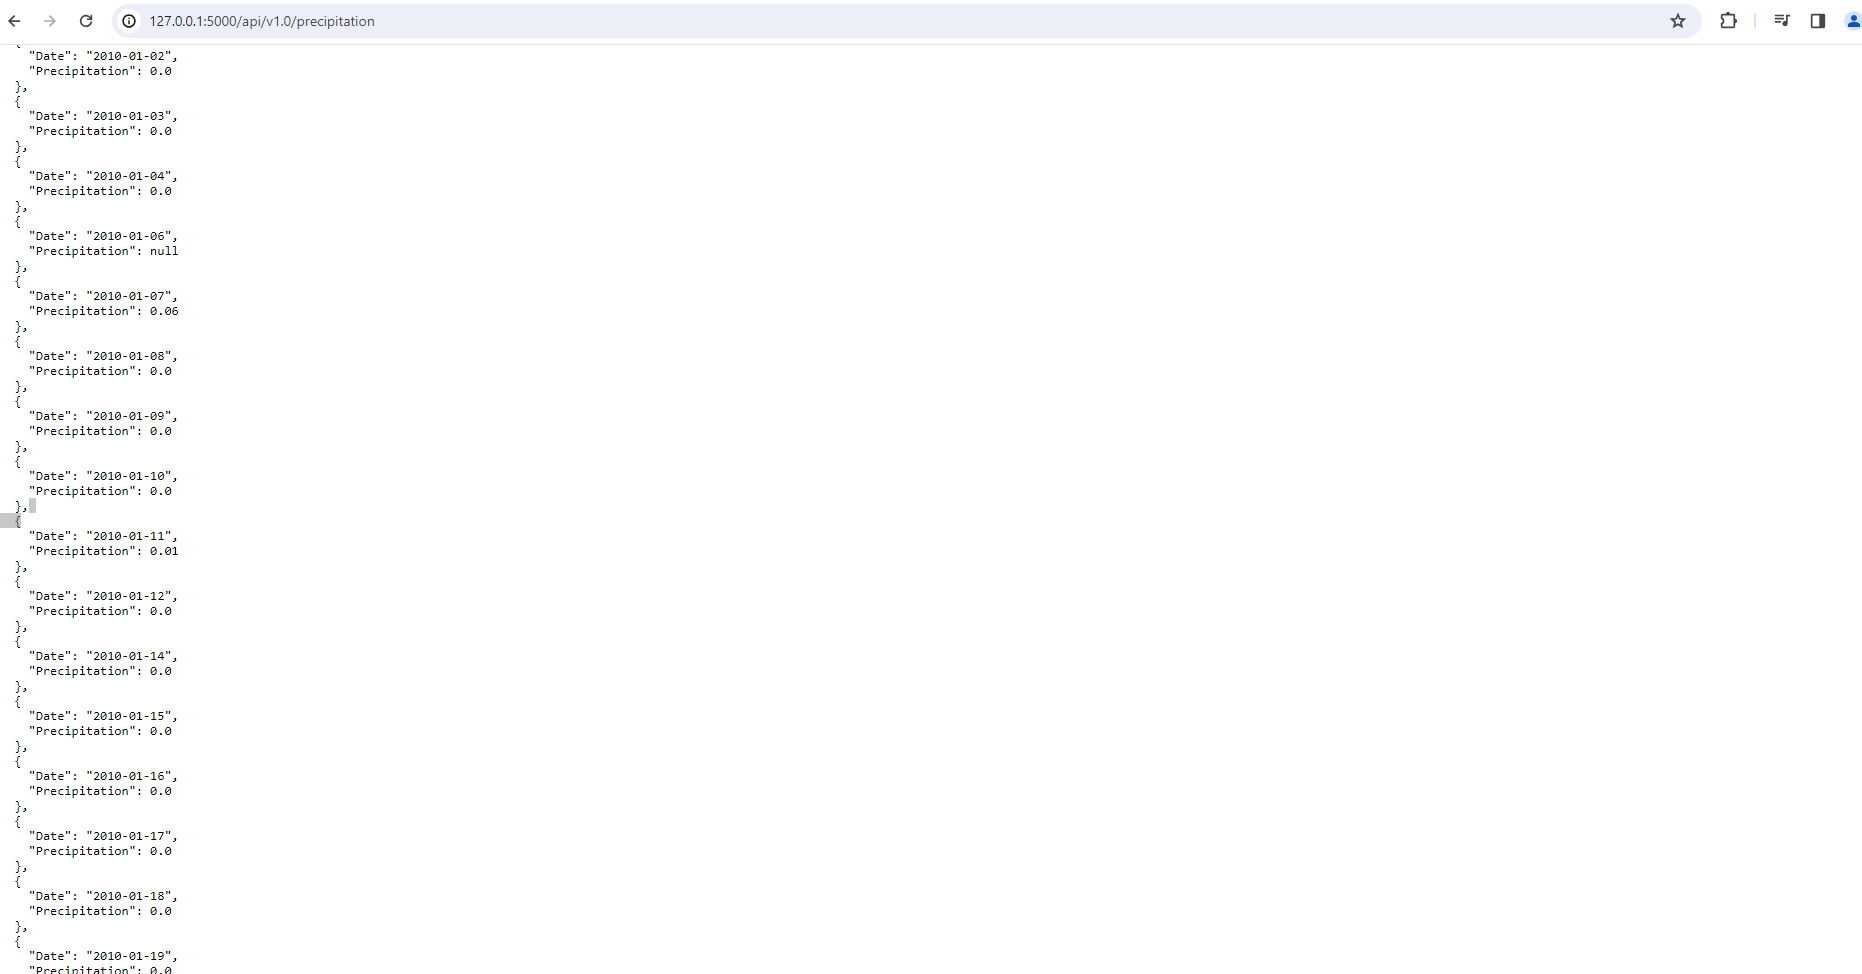 127.0.0.1:5000/api/v1.0/precipitation
{
"Date": "2010-01-02",
"Precipitation": 0.0
},
{
"Date": "2010-01-03",
"Precipitation": 0.0
},
{
"Date": "2010-01-04",
"Precipitation": 0.0
},
{
"Date": "2010-01-06",
"Precipitation": null
},
{
"Date": "2010-01-07",
"Precipitation": 0.06
},
{
"Date": "2010-01-08",
"Precipitation": 0.0
},
{
"Date": "2010-01-09",
"Precipitation": 0.0
},
{
"Date": "2010-01-10",
"Precipitation": 0.0
},
{
"Date": "2010-01-11",
"Precipitation": 0.01
},
{
"Date": "2010-01-12",
"Precipitation": 0.0
},
{
"Date": "2010-01-14",
"Precipitation": 0.0
},
{
"Date": "2010-01-15",
"Precipitation": 0.0
},
{
"Date": "2010-01-16",
"Precipitation": 0.0
},
{
"Date": "2010-01-17",
"Precipitation": 0.0
},
{
"Date": "2010-01-18",
"Precipitation": 0.0
},
{
"Date": "2010-01-19",
"Precipitation": 0.0